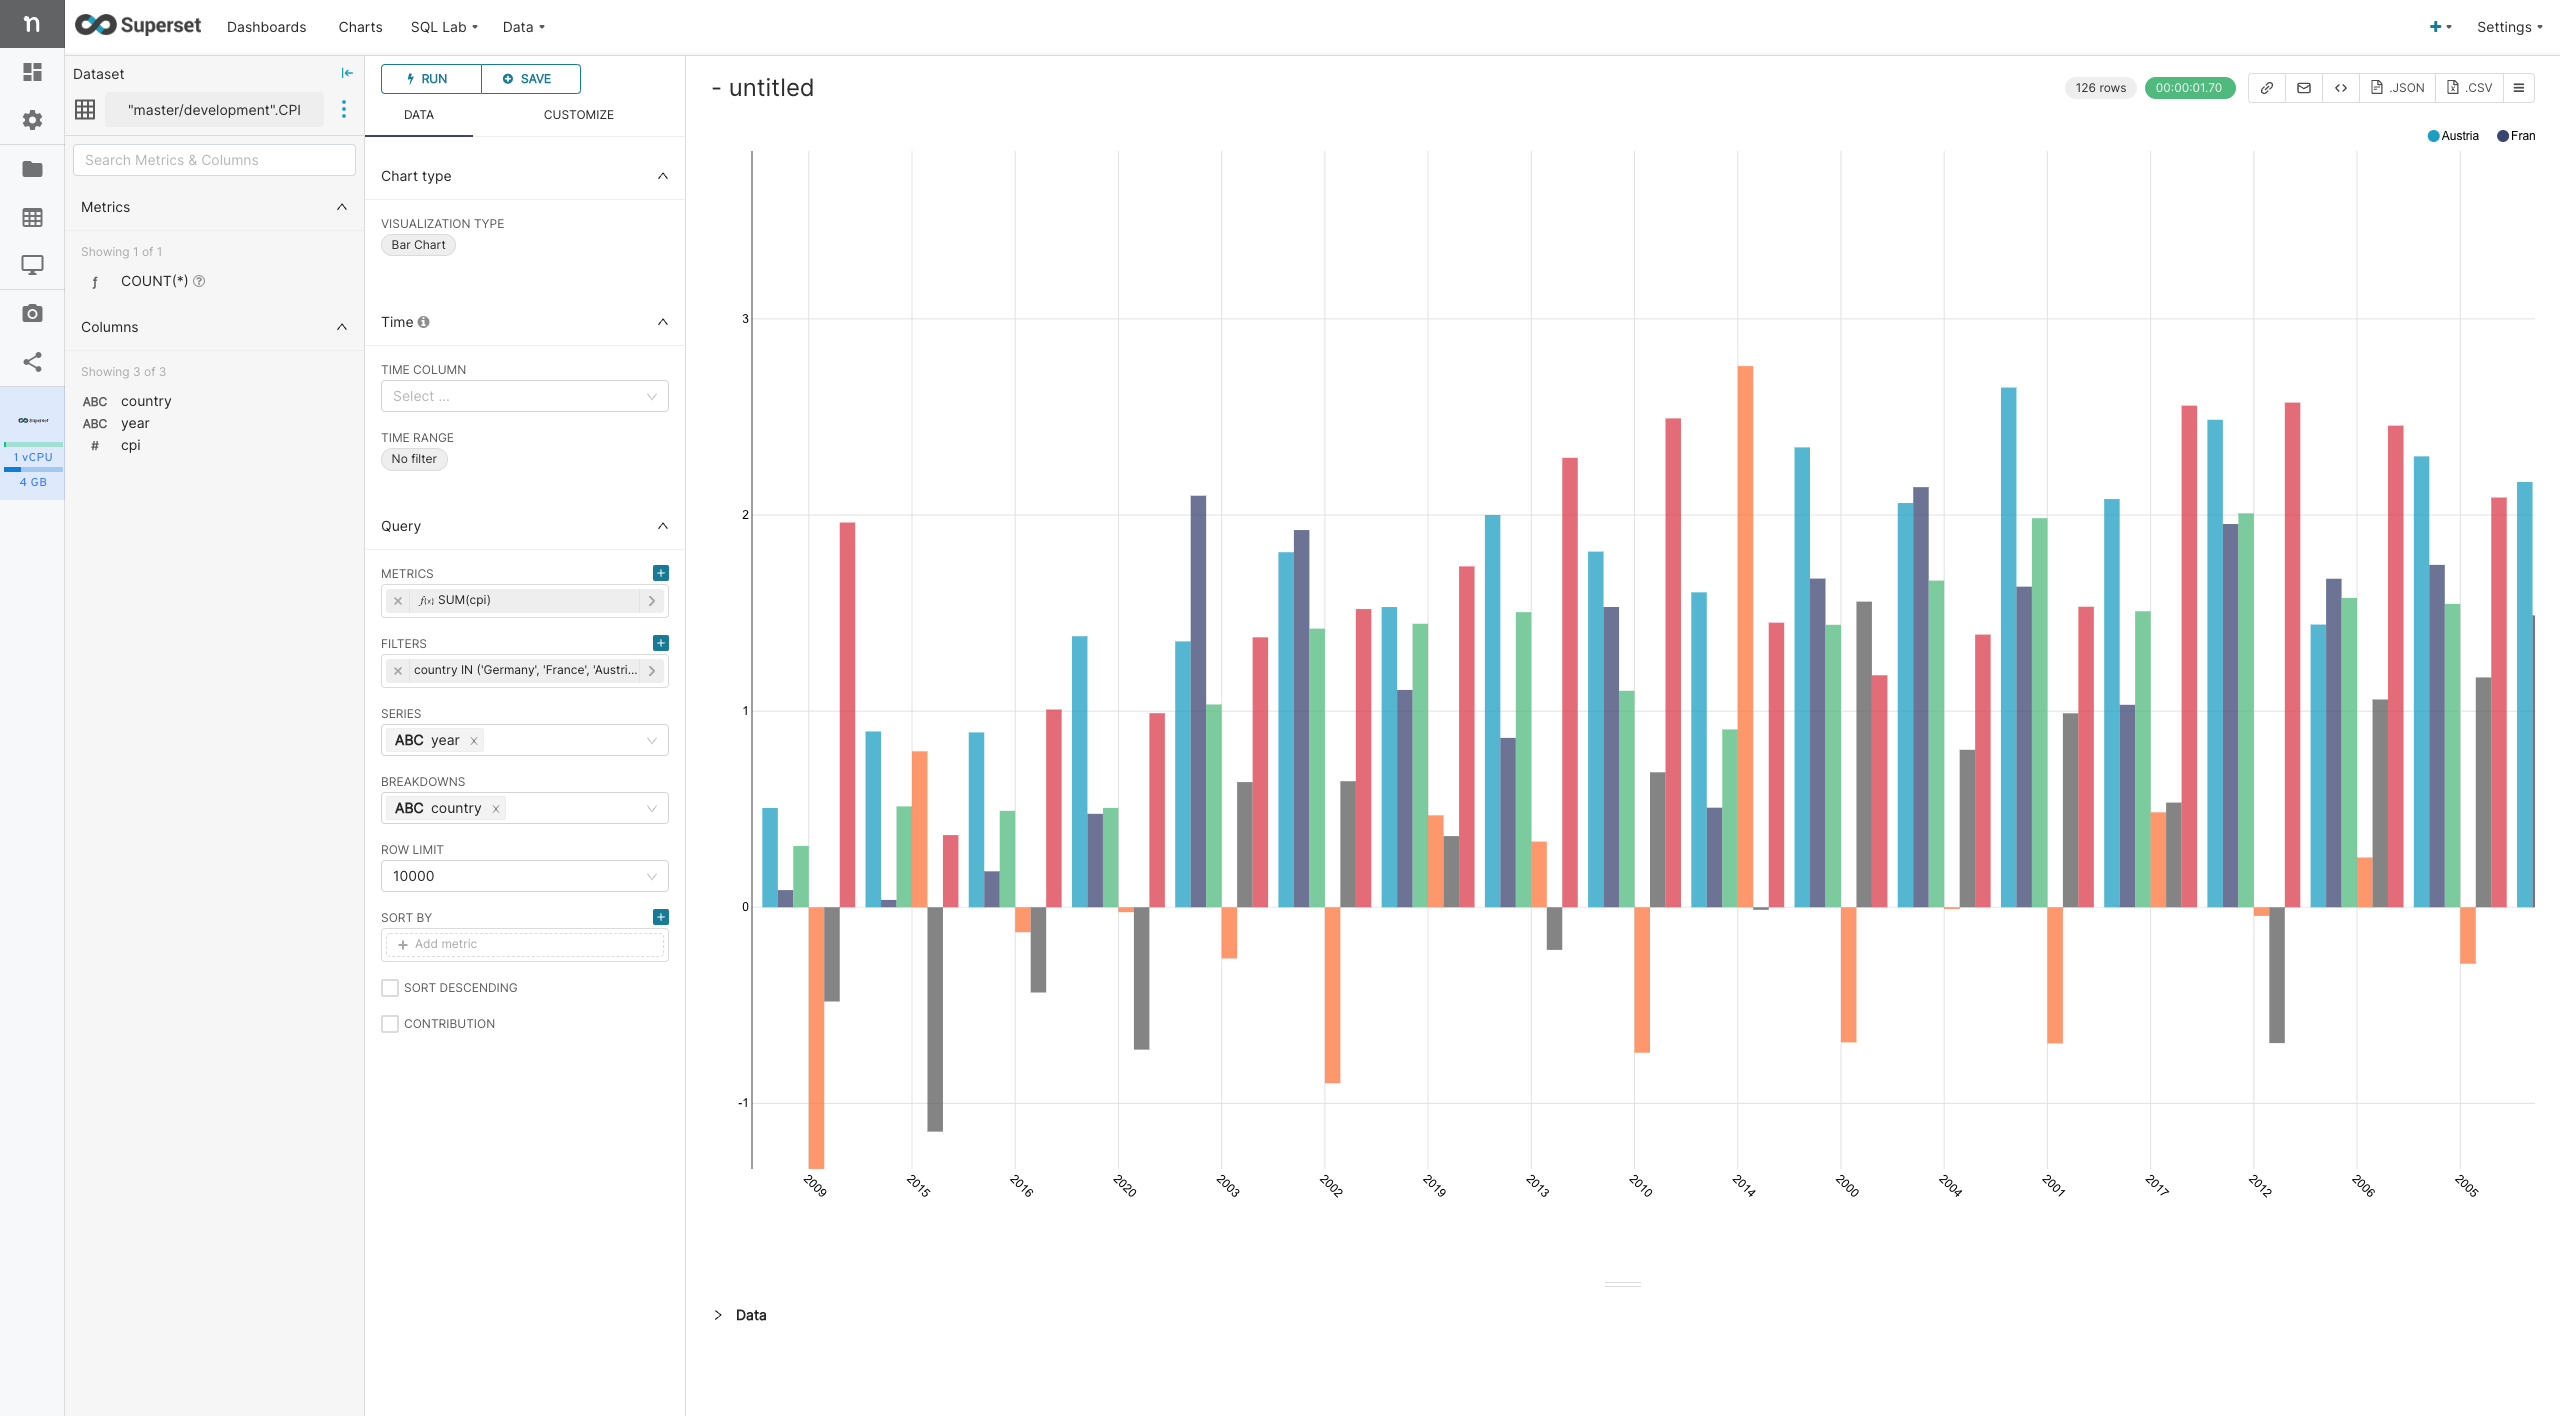 n
Superset
Dashboards
Charts
SQL Lab
Data
Settings
Dataset
"master/development".CPI
Search Metrics & Columns
Metrics
Showing 1 of 1
f COUNT(*)
Columns
Showing 3 of 3
ABC country
ABC year
# cpi
Superset
1 vCPU
4 GB
RUN
SAVE
DATA
CUSTOMIZE
Chart type
VISUALIZATION TYPE
Bar Chart
Time
TIME COLUMN
Select ...
TIME RANGE
No filter
Query
METRICS
f(x) SUM(cpi)
FILTERS
country IN ('Germany', 'France', 'Austri...
SERIES
ABC year
BREAKDOWNS
ABC country
ROW LIMIT
10000
SORT BY
Add metric
SORT DESCENDING
CONTRIBUTION
- untitled
126 rows
00:00:01.70
.JSON
.CSV
Austria
Fran
3
2
1
0
-1
2009
2015
2016
2020
2003
2002
2019
2013
2010
2014
2000
2004
2001
2017
2012
2006
2005
Data